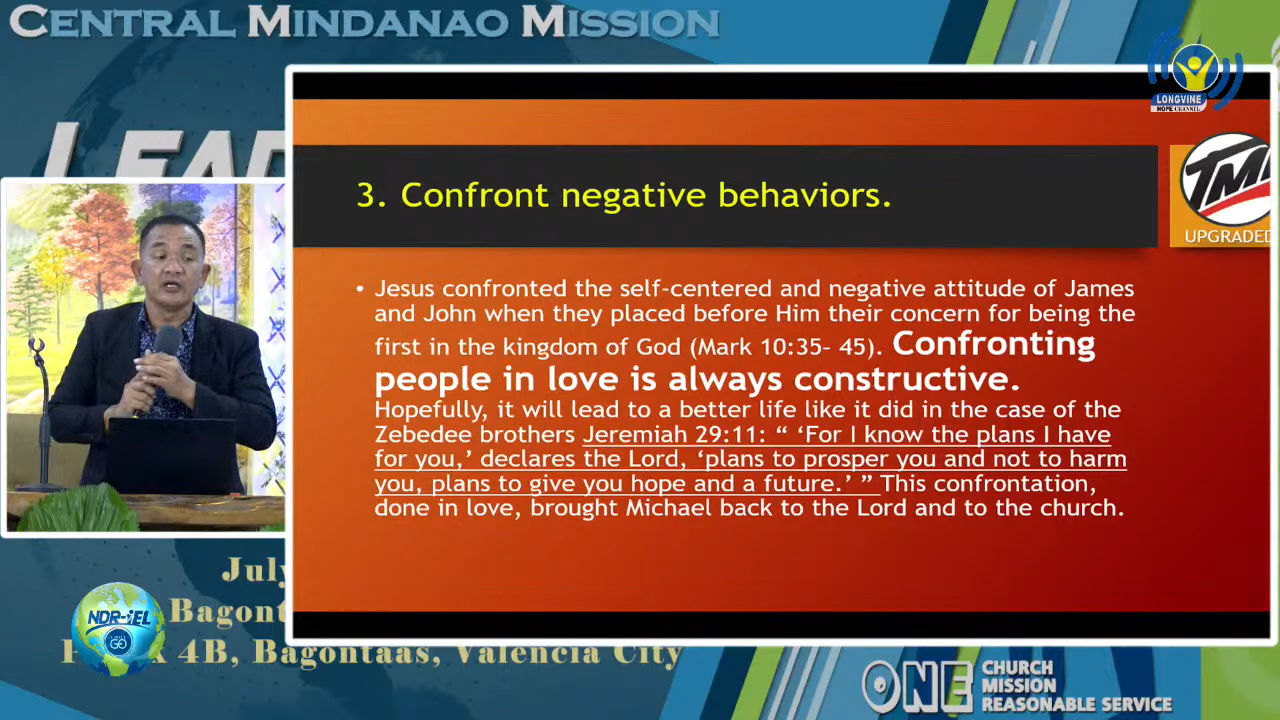 CENTRAL MINDANAO MISSION
LONGVINE
HOPE CHANNEL
3. Confront negative behaviors.
UPGRADED
• Jesus confronted the self-centered and negative attitude of James
and John when they placed before Him their concern for being the
first in the kingdom of God (Mark 10:35– 45). Confronting
people in love is always constructive.
Hopefully, it will lead to a better life like it did in the case of the
Zebedee brothers Jeremiah 29:11: “ ‘For I know the plans I have
for you,’ declares the Lord, ‘plans to prosper you and not to harm
you, plans to give you hope and a future.’ ” This confrontation,
done in love, brought Michael back to the Lord and to the church.
July
NDR-iEL
4B, Bagontaas, Valencia City
ONE CHURCH
MISSION
REASONABLE SERVICE